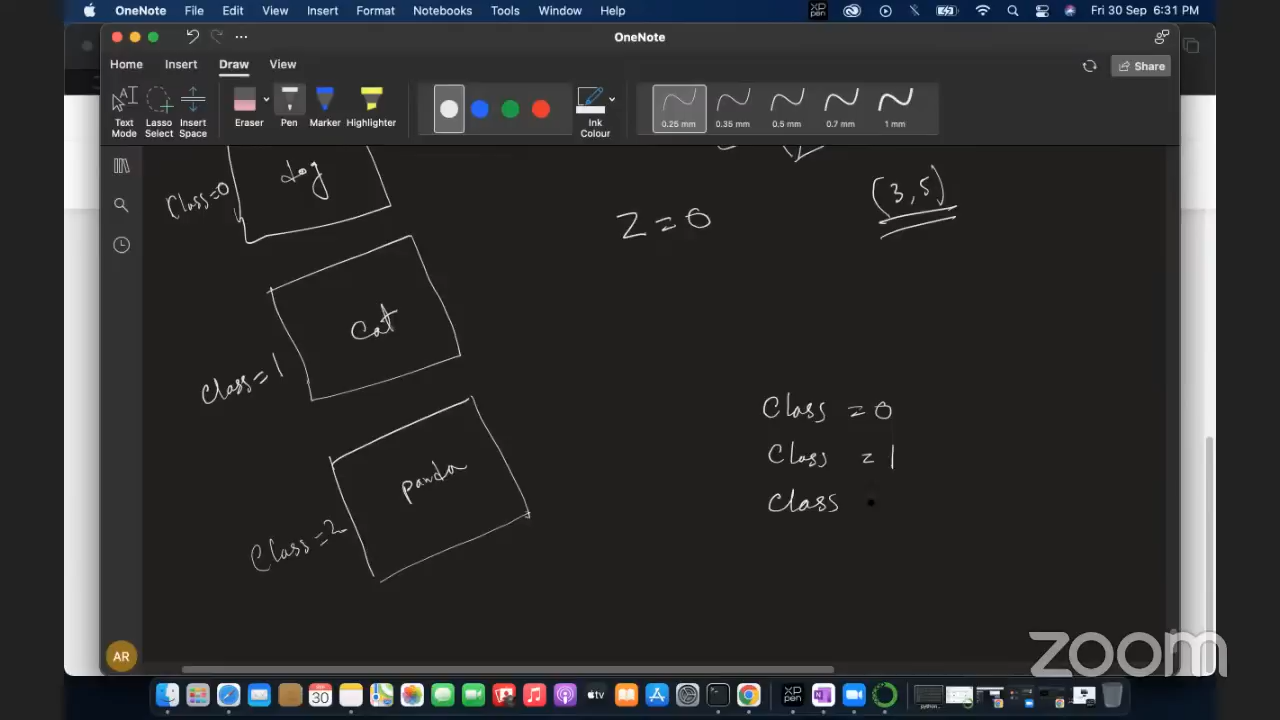 OneNote File Edit View Insert Format Notebooks Tools Window Help XP pen Fri 30 Sep 6:31 PM
OneNote
Home Insert Draw View Share
Text Mode Lasso Select Insert Space Eraser Pen Marker Highlighter Ink Colour 0.25 mm 0.35 mm 0.5 mm 0.7 mm 1 mm
dog
Class=0
(3,5)
Z=0
Cat
Class=1
Class = 0
Class = 1
panda
Class
Class=2
AR
zoom